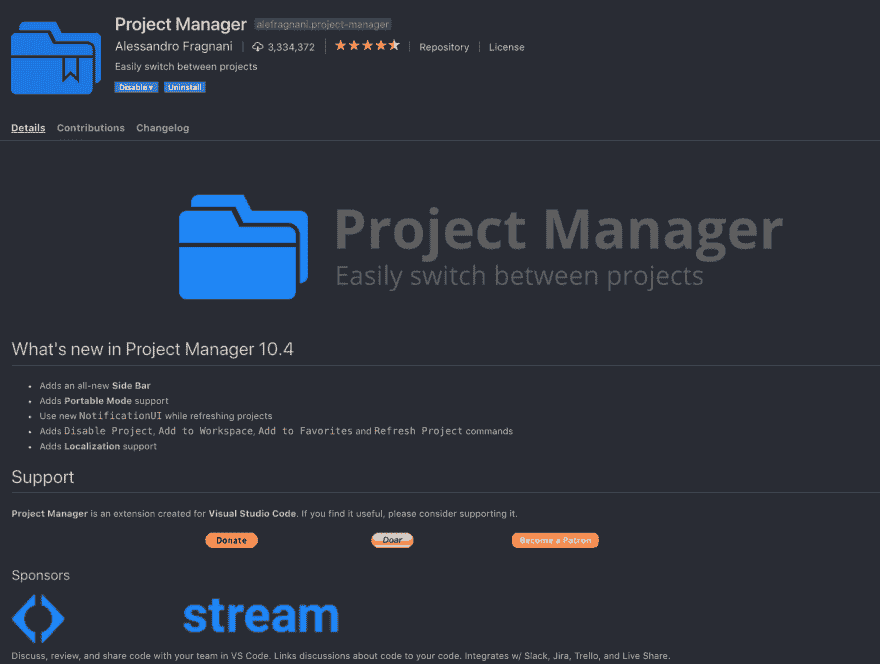 Project Manager alefragnani.project-manager
Alessandro Fragnani 3,334,372 Repository License
Easily switch between projects
Disable Uninstall
Details Contributions Changelog
Project Manager
Easily switch between projects
What's new in Project Manager 10.4
Adds an all-new Side Bar
Adds Portable Mode support
Use new NotificationUI while refreshing projects
Adds Disable Project, Add to Workspace, Add to Favorites and Refresh Project commands
Adds Localization support
Support
Project Manager is an extension created for Visual Studio Code. If you find it useful, please consider supporting it.
Donate Doar Become a Patron
Sponsors
stream
Discuss, review, and share code with your team in VS Code. Links discussions about code to your code. Integrates w/ Slack, Jira, Trello, and Live Share.